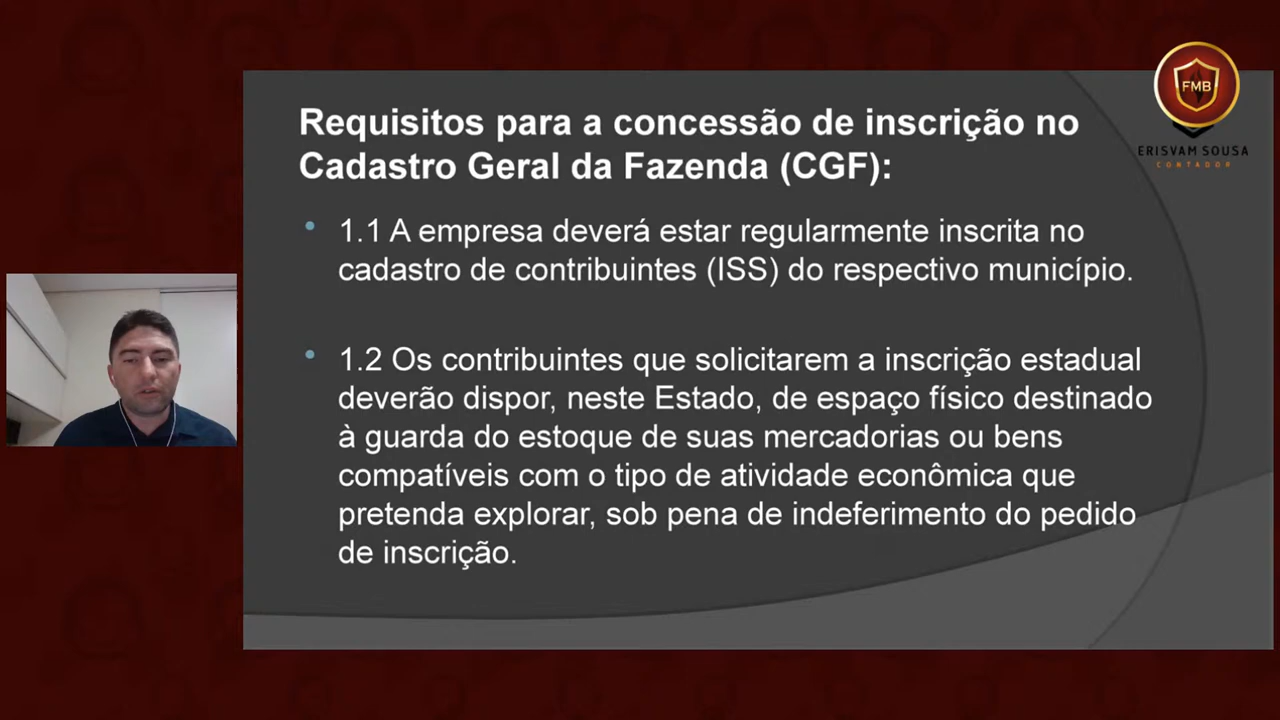 FMB
ERISVAM SOUSA
CONTADOR
Requisitos para a concessão de inscrição no
Cadastro Geral da Fazenda (CGF):
• 1.1 A empresa deverá estar regularmente inscrita no
cadastro de contribuintes (ISS) do respectivo município.
• 1.2 Os contribuintes que solicitarem a inscrição estadual
deverão dispor, neste Estado, de espaço físico destinado
à guarda do estoque de suas mercadorias ou bens
compatíveis com o tipo de atividade econômica que
pretenda explorar, sob pena de indeferimento do pedido
de inscrição.